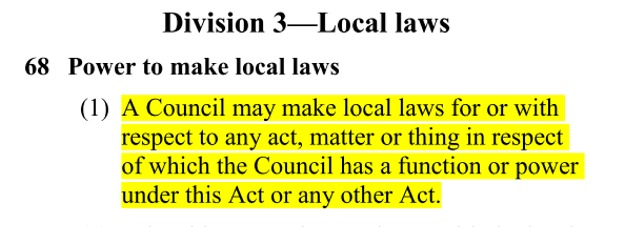 Division 3—Local laws
68 Power to make local laws
(1) A Council may make local laws for or with
respect to any act, matter or thing in respect
of which the Council has a function or power
under this Act or any other Act.